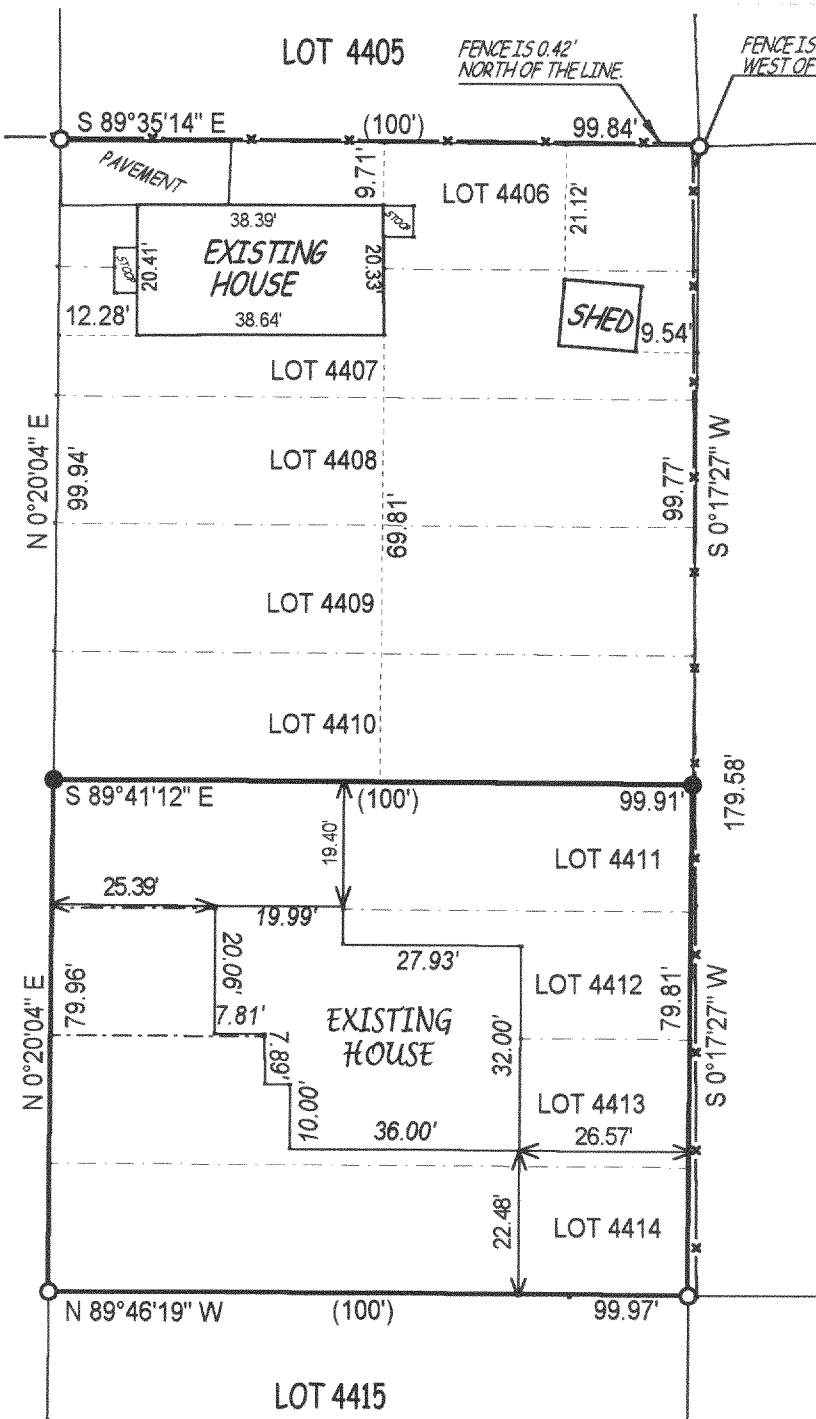 LOT 4405
FENCE IS 0.42'
NORTH OF THE LINE.
FENCE IS
WEST OF
S 89°35'14" E
(100')
99.84'
PAVEMENT
9.71'
LOT 4406
21.12'
38.39'
STOOP
EXISTING
HOUSE
20.41'
20.33'
STOOP
38.64'
12.28'
SHED
9.54'
LOT 4407
N 0°20'04" E
99.94'
LOT 4408
69.81'
99.77'
S 0°17'27" W
LOT 4409
LOT 4410
S 89°41'12" E
(100')
99.91'
179.58'
19.40'
LOT 4411
25.39'
19.99'
20.06'
27.93'
LOT 4412
N 0°20'04" E
79.96'
7.81'
EXISTING
HOUSE
32.00'
79.81'
S 0°17'27" W
7.89'
10.00'
36.00'
LOT 4413
26.57'
22.48'
LOT 4414
N 89°46'19" W
(100')
99.97'
LOT 4415